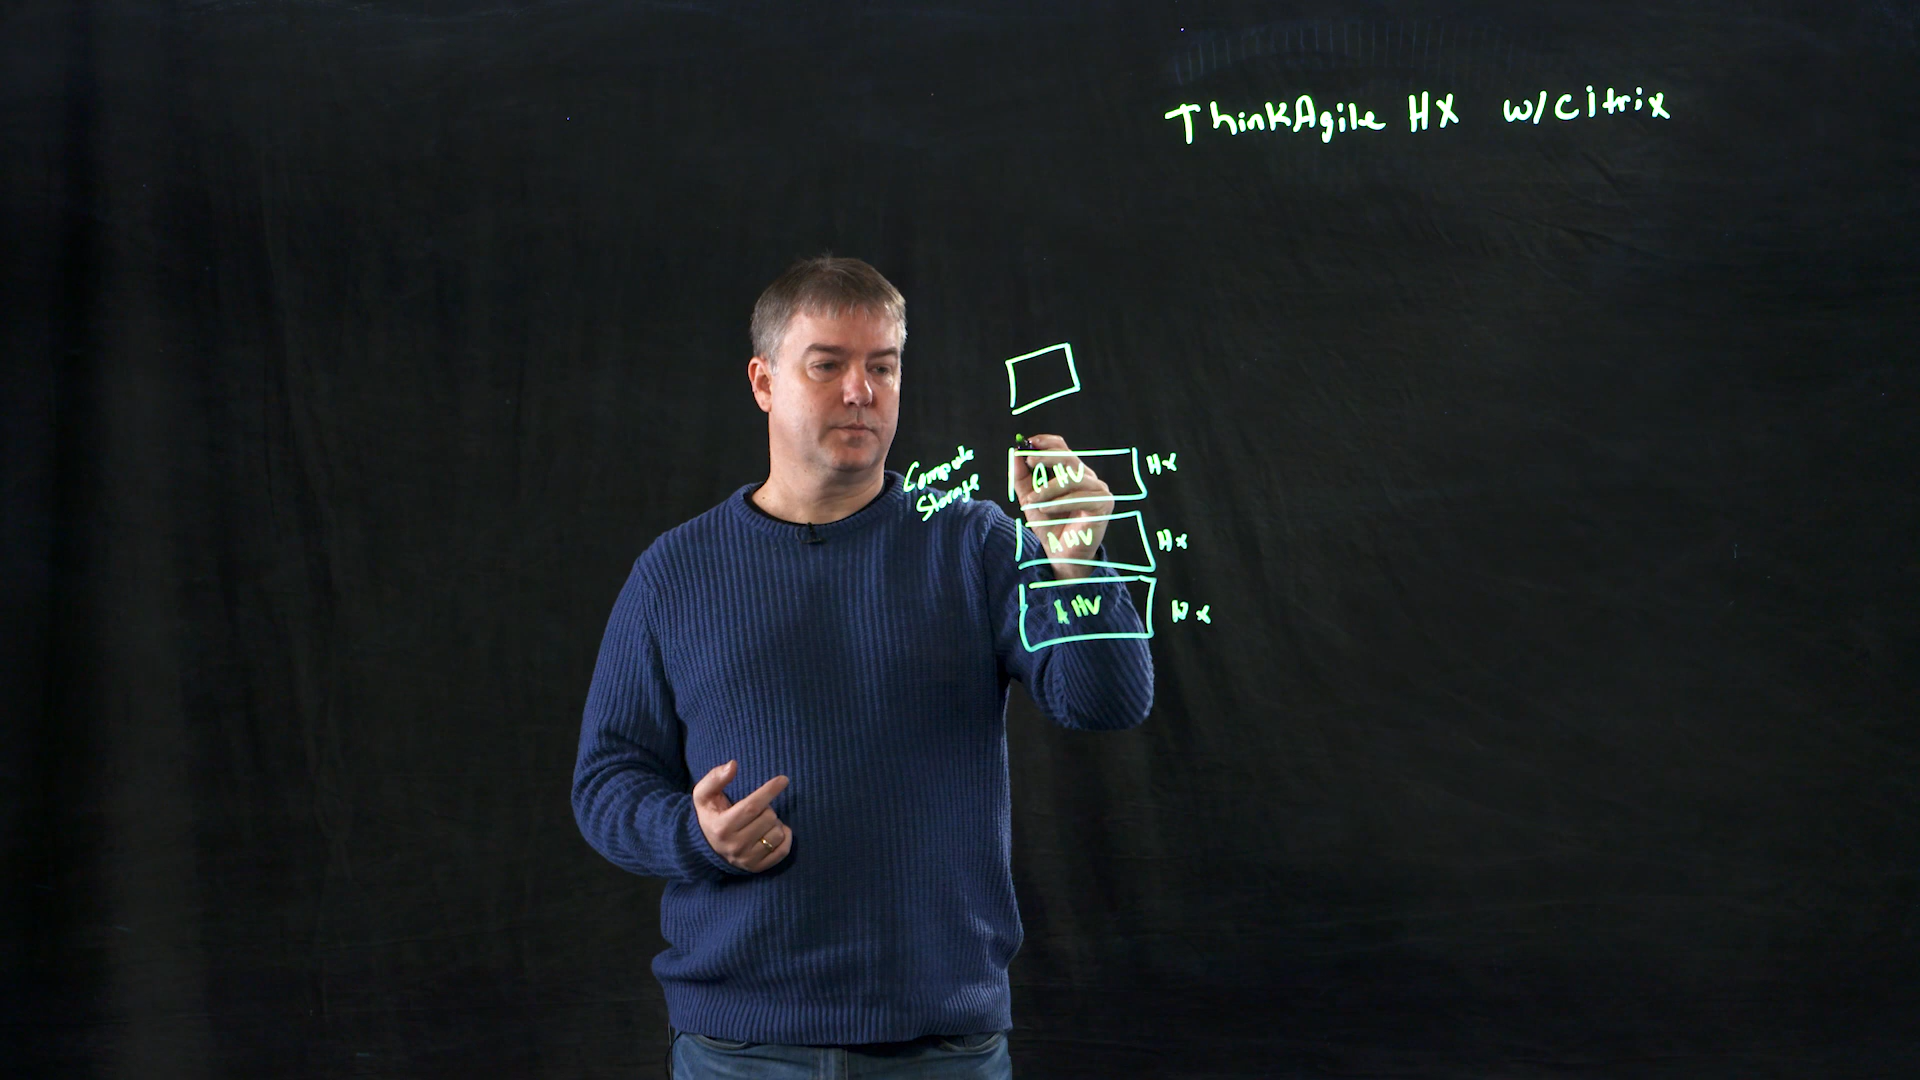 ThinkAgile HX w/citrix
Compute
Storage
AHV Hx
AHV Hx
AHV Hx